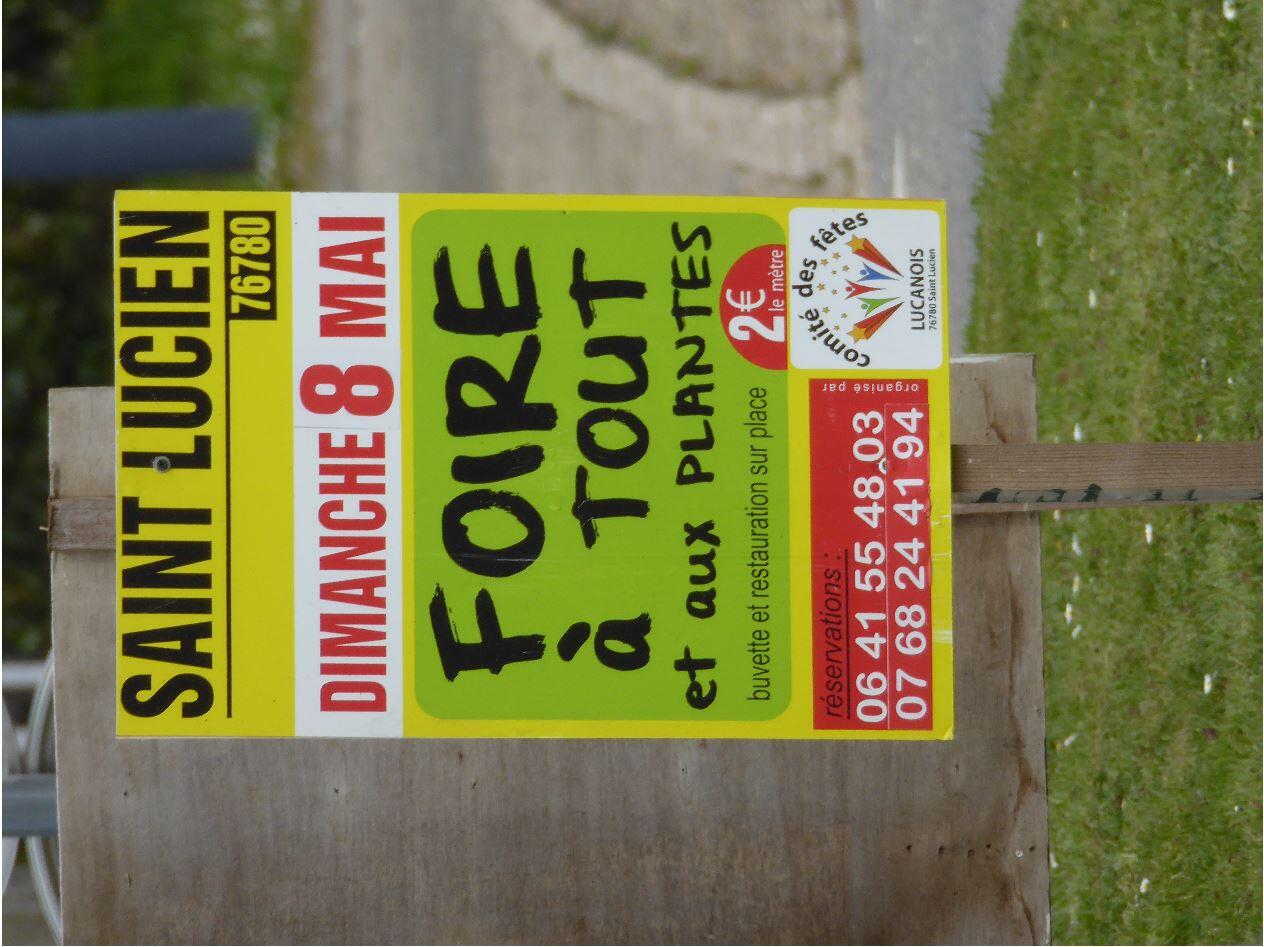 SAINT LUCIEN
76780
DIMANCHE 8 MAI
FOIRE
à TOUT
et aux PLANTES
2€
le mètre
buvette et restauration sur place
réservations :
06 41 55 48 03
07 68 24 41 94
organisé par
comité des fêtes
LUCANOIS
76780 Saint Lucien